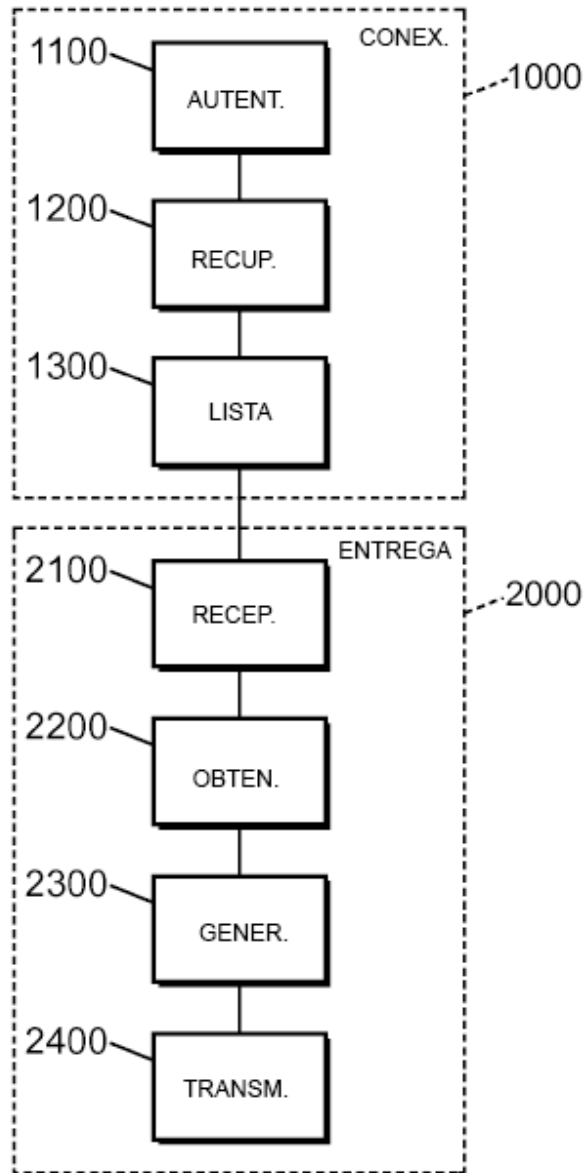 CONEX.
1100
1000
AUTENT.
1200
RECUP.
1300
LISTA
ENTREGA
2100
2000
RECEP.
2200
OBTEN.
2300
GENER.
2400
TRANSM.